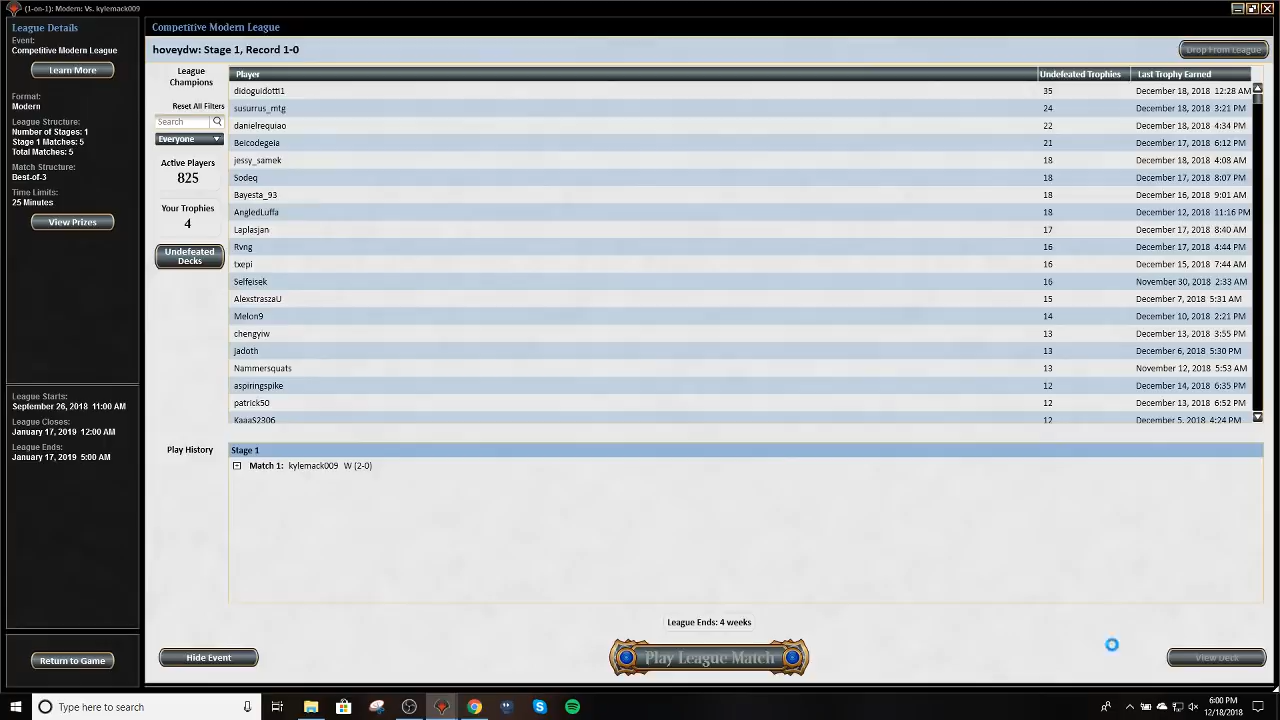 (1-on-1): Modern: Vs. kylemack009
League Details
Event:
Competitive Modern League
Learn More
Format:
Modern
League Structure:
Number of Stages: 1
Stage 1 Matches: 5
Total Matches: 5
Match Structure:
Best-of-3
Time Limits:
25 Minutes
View Prizes
League Starts:
September 26, 2018 11:00 AM
League Closes:
January 17, 2019 12:00 AM
League Ends:
January 17, 2019 5:00 AM
Return to Game
Competitive Modern League
hoveydw: Stage 1, Record 1-0
Drop From League
League
Champions
Reset All Filters
Search
Everyone
Active Players
825
Your Trophies
4
Undefeated
Decks
Player Undefeated Trophies Last Trophy Earned
didoguidotti1 35 December 18, 2018 12:28 AM
susurrus_mtg 24 December 18, 2018 3:21 PM
danielrequiao 22 December 18, 2018 4:34 PM
Beicodegeia 21 December 17, 2018 6:12 PM
jessy_samek 18 December 18, 2018 4:08 AM
Sodeq 18 December 17, 2018 8:07 PM
Bayesta_93 18 December 16, 2018 9:01 AM
AngledLuffa 18 December 12, 2018 11:16 PM
Laplasjan 17 December 17, 2018 8:40 AM
Rvng 16 December 17, 2018 4:44 PM
txepi 16 December 15, 2018 7:44 AM
Selfeisek 16 November 30, 2018 2:33 AM
AlexstraszaU 15 December 7, 2018 5:31 AM
Melon9 14 December 10, 2018 2:21 PM
chengyiw 13 December 13, 2018 3:55 PM
Jadoth 13 December 6, 2018 5:30 PM
Nammersquats 13 November 12, 2018 5:53 AM
aspiringspike 12 December 14, 2018 6:35 PM
patrick50 12 December 13, 2018 6:52 PM
KaaaS2306 12 December 5, 2018 4:24 PM
Play History
Stage 1
Match 1: kylemack009 W (2-0)
League Ends: 4 weeks
Hide Event
Play League Match
View Deck
Type here to search
6:00 PM
12/18/2018